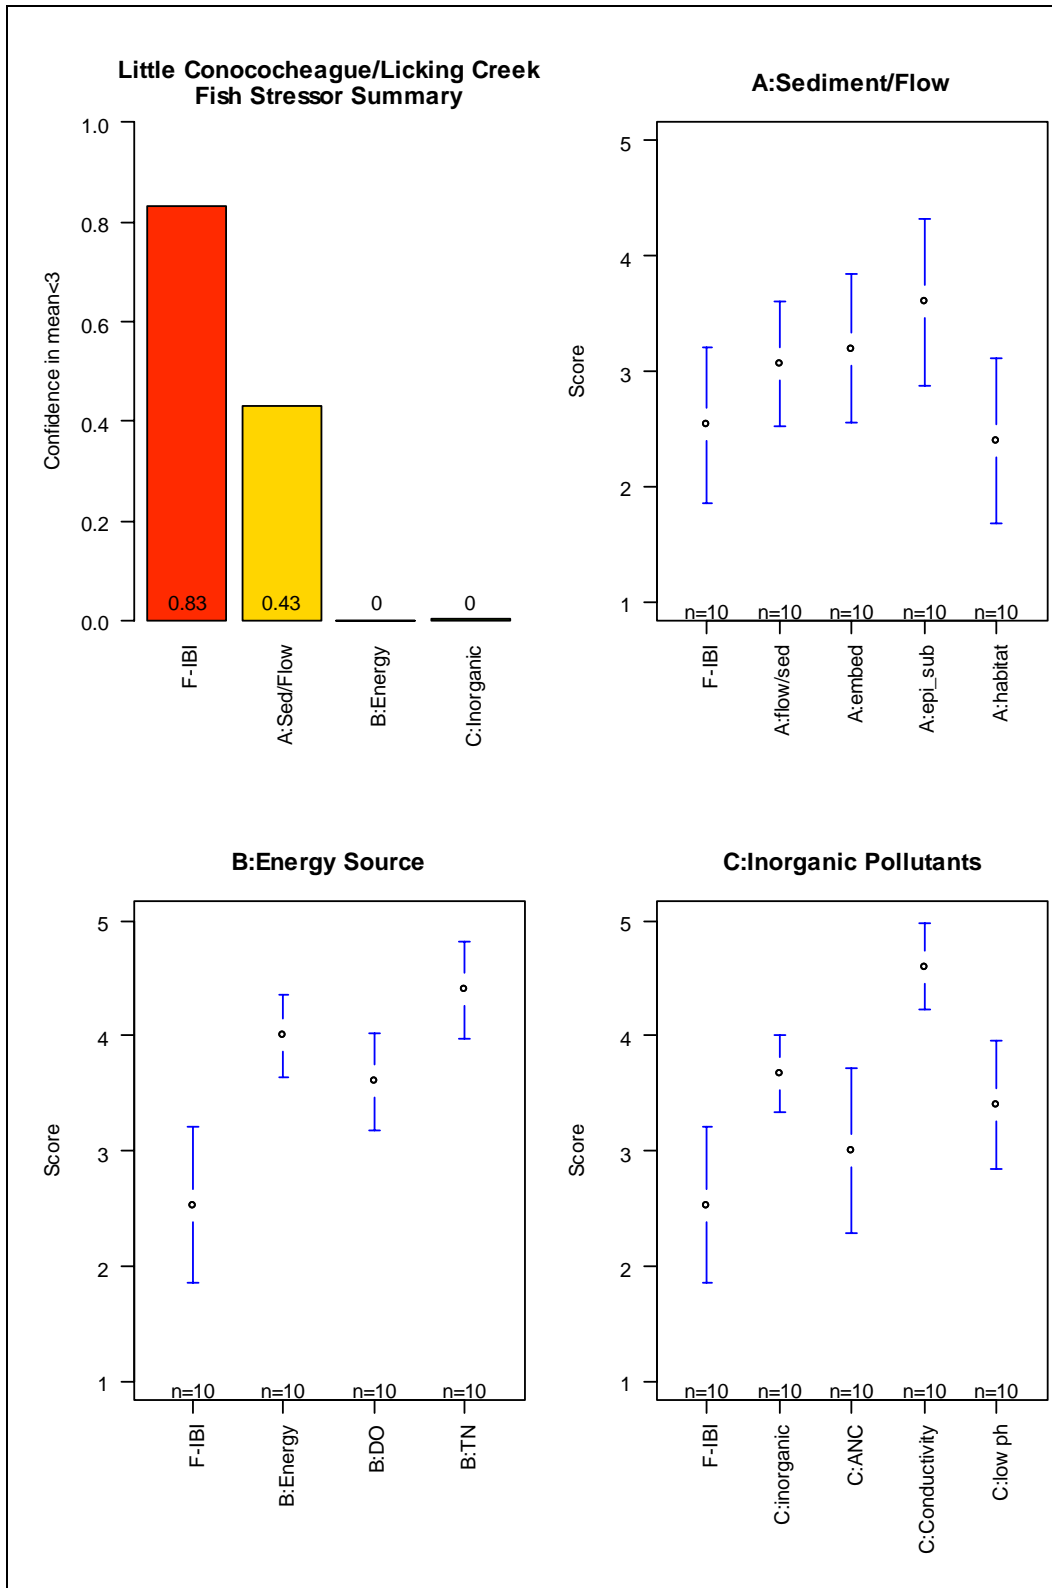 Little Conococheague/Licking Creek
Fish Stressor Summary
Confidence in mean<3
1.0
0.8
0.6
0.4
0.2
0.0
0.83
0.43
0
0
F-IBI
A:Sed/Flow
B:Energy
C:Inorganic
A:Sediment/Flow
Score
5
4
3
2
1
n=10
n=10
n=10
n=10
n=10
F-IBI
A:flow/sed
A:embed
A:epi_sub
A:habitat
B:Energy Source
Score
5
4
3
2
1
n=10
n=10
n=10
n=10
F-IBI
B:Energy
B:DO
B:TN
C:Inorganic Pollutants
Score
5
4
3
2
1
n=10
n=10
n=10
n=10
n=10
F-IBI
C:inorganic
C:ANC
C:Conductivity
C:low ph